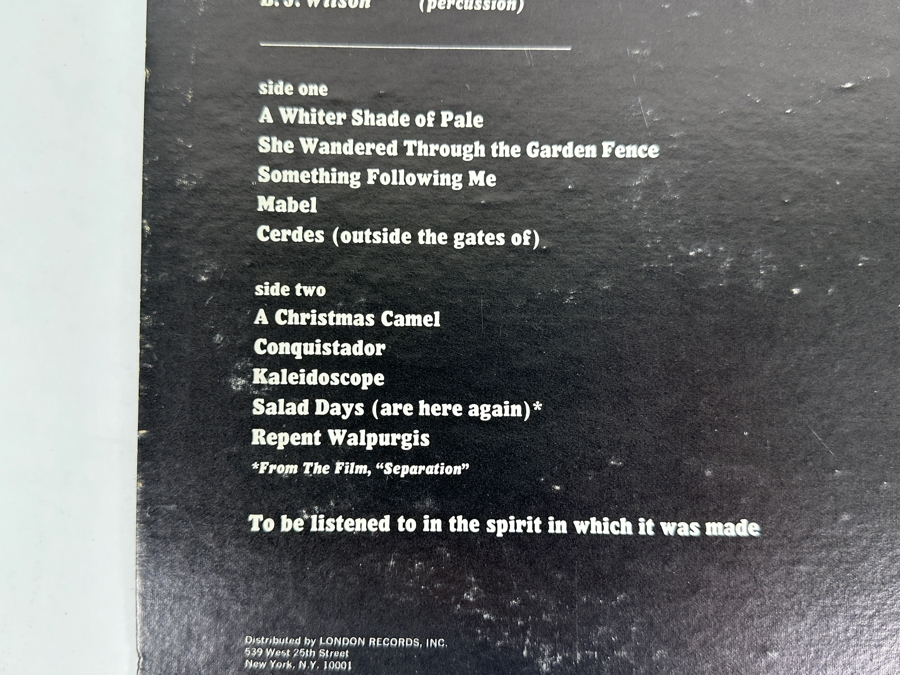 B. J. Wilson (percussion)
side one
A Whiter Shade of Pale
She Wandered Through the Garden Fence
Something Following Me
Mabel
Cerdes (outside the gates of)
side two
A Christmas Camel
Conquistador
Kaleidoscope
Salad Days (are here again)*
Repent Walpurgis
*From The Film, “Separation”
To be listened to in the spirit in which it was made
Distributed by LONDON RECORDS, INC.
539 West 25th Street
New York, N.Y. 10001